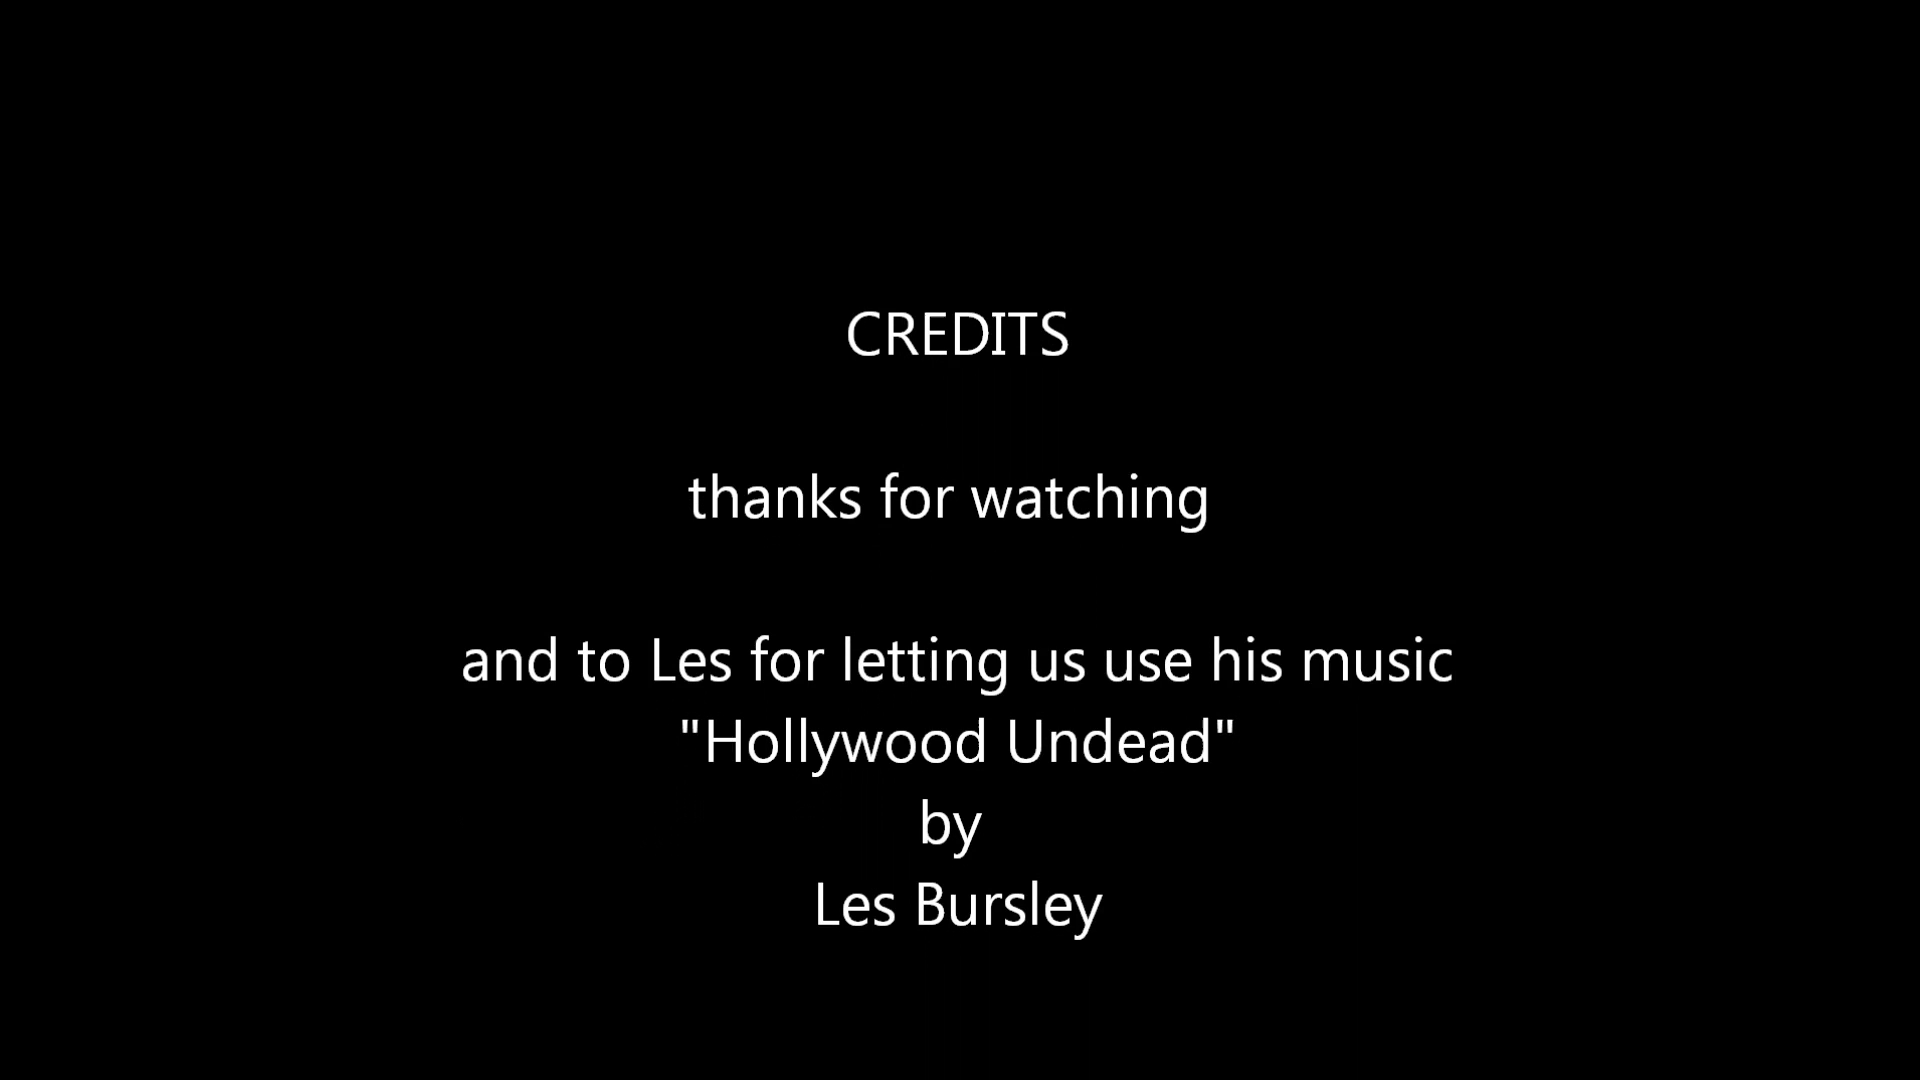 CREDITS
thanks for watching
and to Les for letting us use his music
"Hollywood Undead"
by
Les Bursley